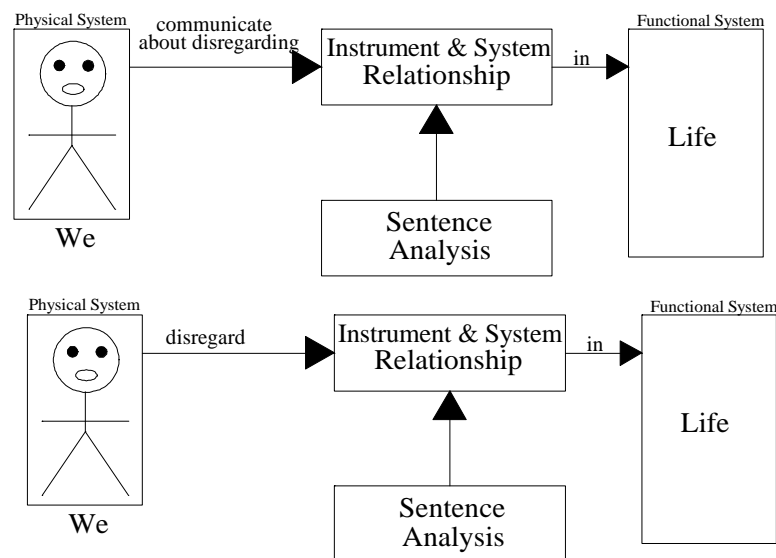 Physical System
communicate
about disregarding
Instrument & System
Relationship
in
Functional System
Life
We
Sentence
Analysis
Physical System
disregard
Instrument & System
Relationship
in
Functional System
Life
We
Sentence
Analysis